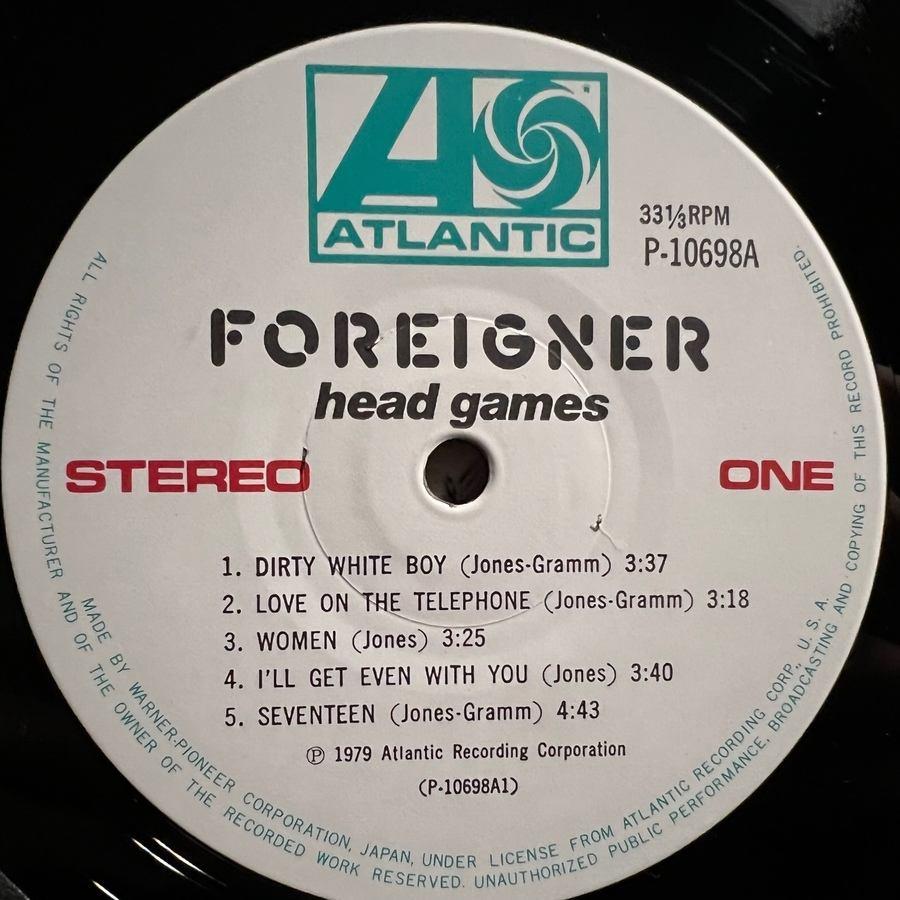 ATLANTIC
33⅓RPM
P-10698A
FOREIGNER
head games
STEREO
ONE
1. DIRTY WHITE BOY (Jones-Gramm) 3:37
2. LOVE ON THE TELEPHONE (Jones-Gramm) 3:18
3. WOMEN (Jones) 3:25
4. I'LL GET EVEN WITH YOU (Jones) 3:40
5. SEVENTEEN (Jones-Gramm) 4:43
℗ 1979 Atlantic Recording Corporation
(P-10698A1)
MADE BY WARNER-PIONEER CORPORATION, JAPAN, UNDER LICENSE FROM ATLANTIC RECORDING CORP., U. S. A.
ALL RIGHTS OF THE MANUFACTURER AND OF THE OWNER OF THE RECORDED WORK RESERVED. UNAUTHORIZED PUBLIC PERFORMANCE, BROADCASTING AND COPYING OF THIS RECORD PROHIBITED.